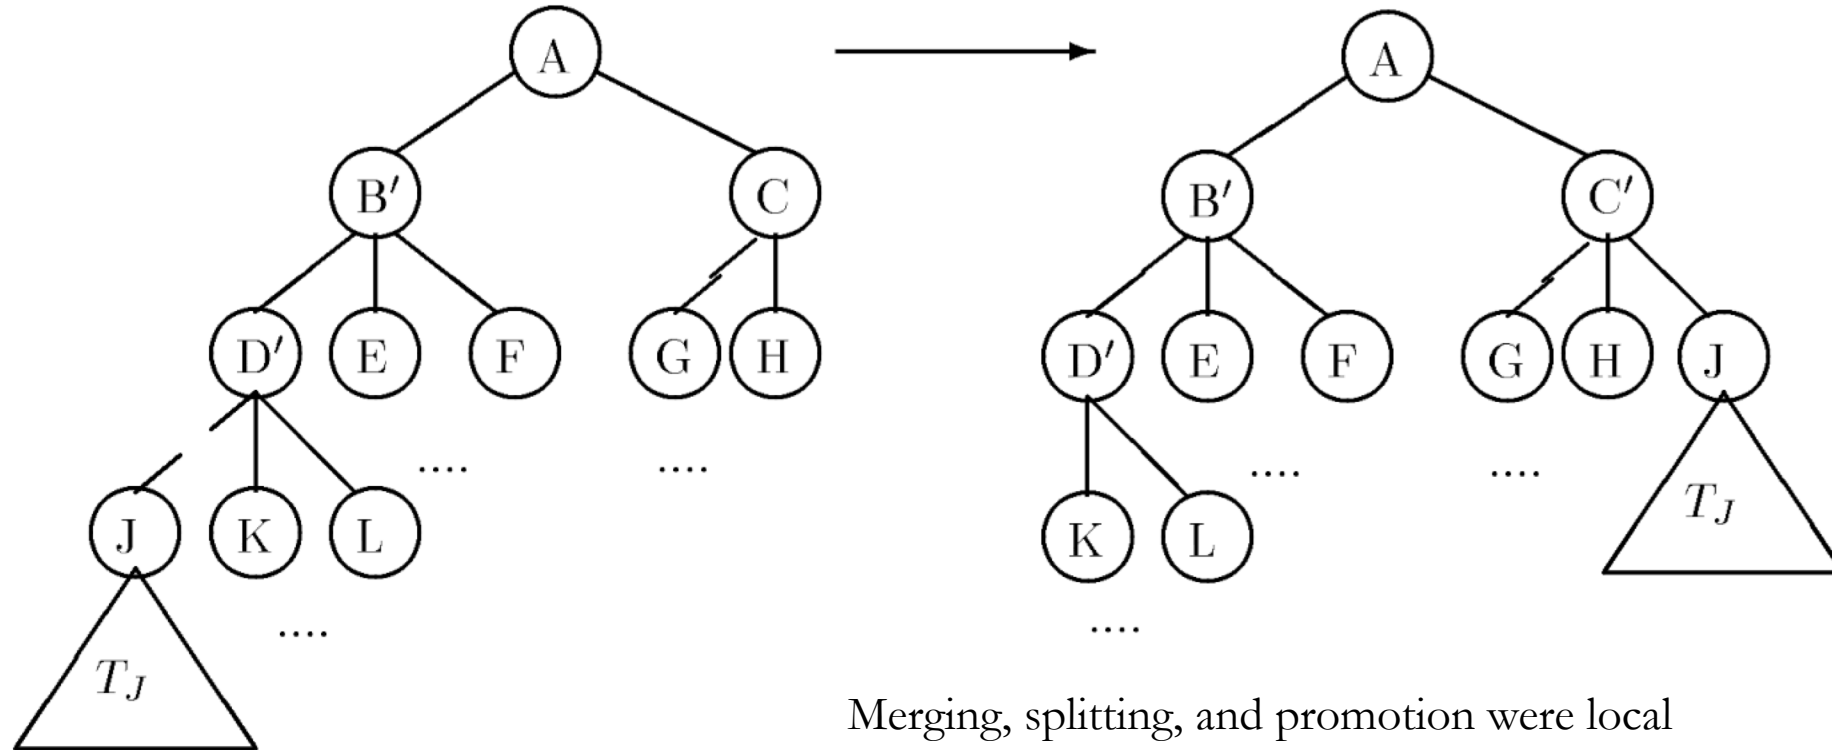 A A
B′ C B′ C′
D′ E F G H D′ E F G H J
.... .... .... ....
J K L K L T_J
.... ....
T_J
Merging, splitting, and promotion were local